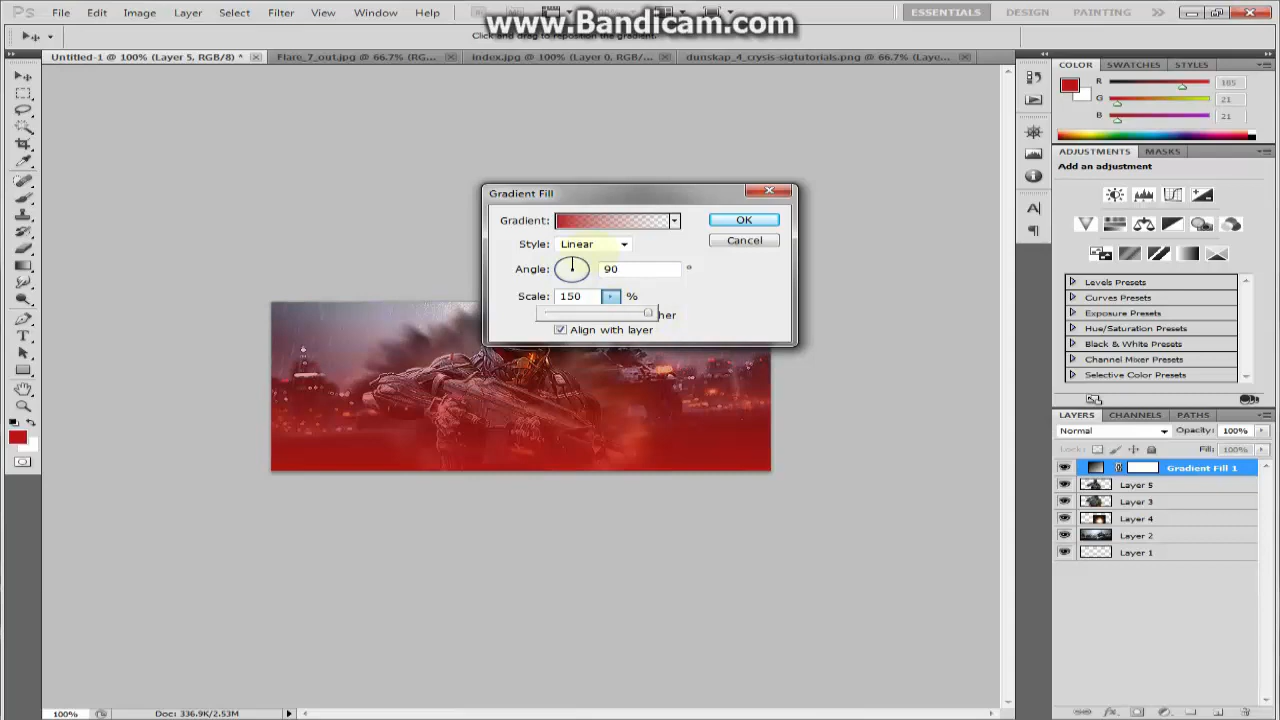 Ps File Edit Image Layer Select Filter View Window Help
www.Bandicam.com
ESSENTIALS DESIGN PAINTING >>
Click and drag to reposition the gradient.
Untitled-1 @ 100% (Layer 5, RGB/8) * Flare_7_out.jpg @ 66.7% (RG... index.jpg @ 100% (Layer 0, RGB/... dunskap_4_crysis-sigtutorials.png @ 66.7% (Laye...
COLOR SWATCHES STYLES
R 185
G 21
B 21
ADJUSTMENTS MASKS
Add an adjustment
Gradient Fill
Gradient: OK
Style: Linear Cancel
Angle: 90 °
Scale: 150 %
her
Align with layer
Levels Presets
Curves Presets
Exposure Presets
Hue/Saturation Presets
Black & White Presets
Channel Mixer Presets
Selective Color Presets
LAYERS CHANNELS PATHS
Normal Opacity: 100%
Lock: Fill: 100%
Gradient Fill 1
Layer 5
Layer 3
Layer 4
Layer 2
Layer 1
100% Doc: 336.9K/2.53M